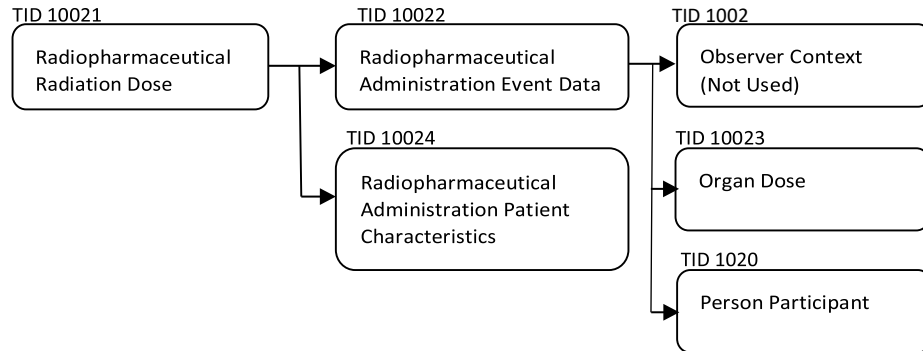 TID 10021
Radiopharmaceutical
Radiation Dose
TID 10022
Radiopharmaceutical
Administration Event Data
TID 1002
Observer Context
(Not Used)
TID 10024
Radiopharmaceutical
Administration Patient
Characteristics
TID 10023
Organ Dose
TID 1020
Person Participant